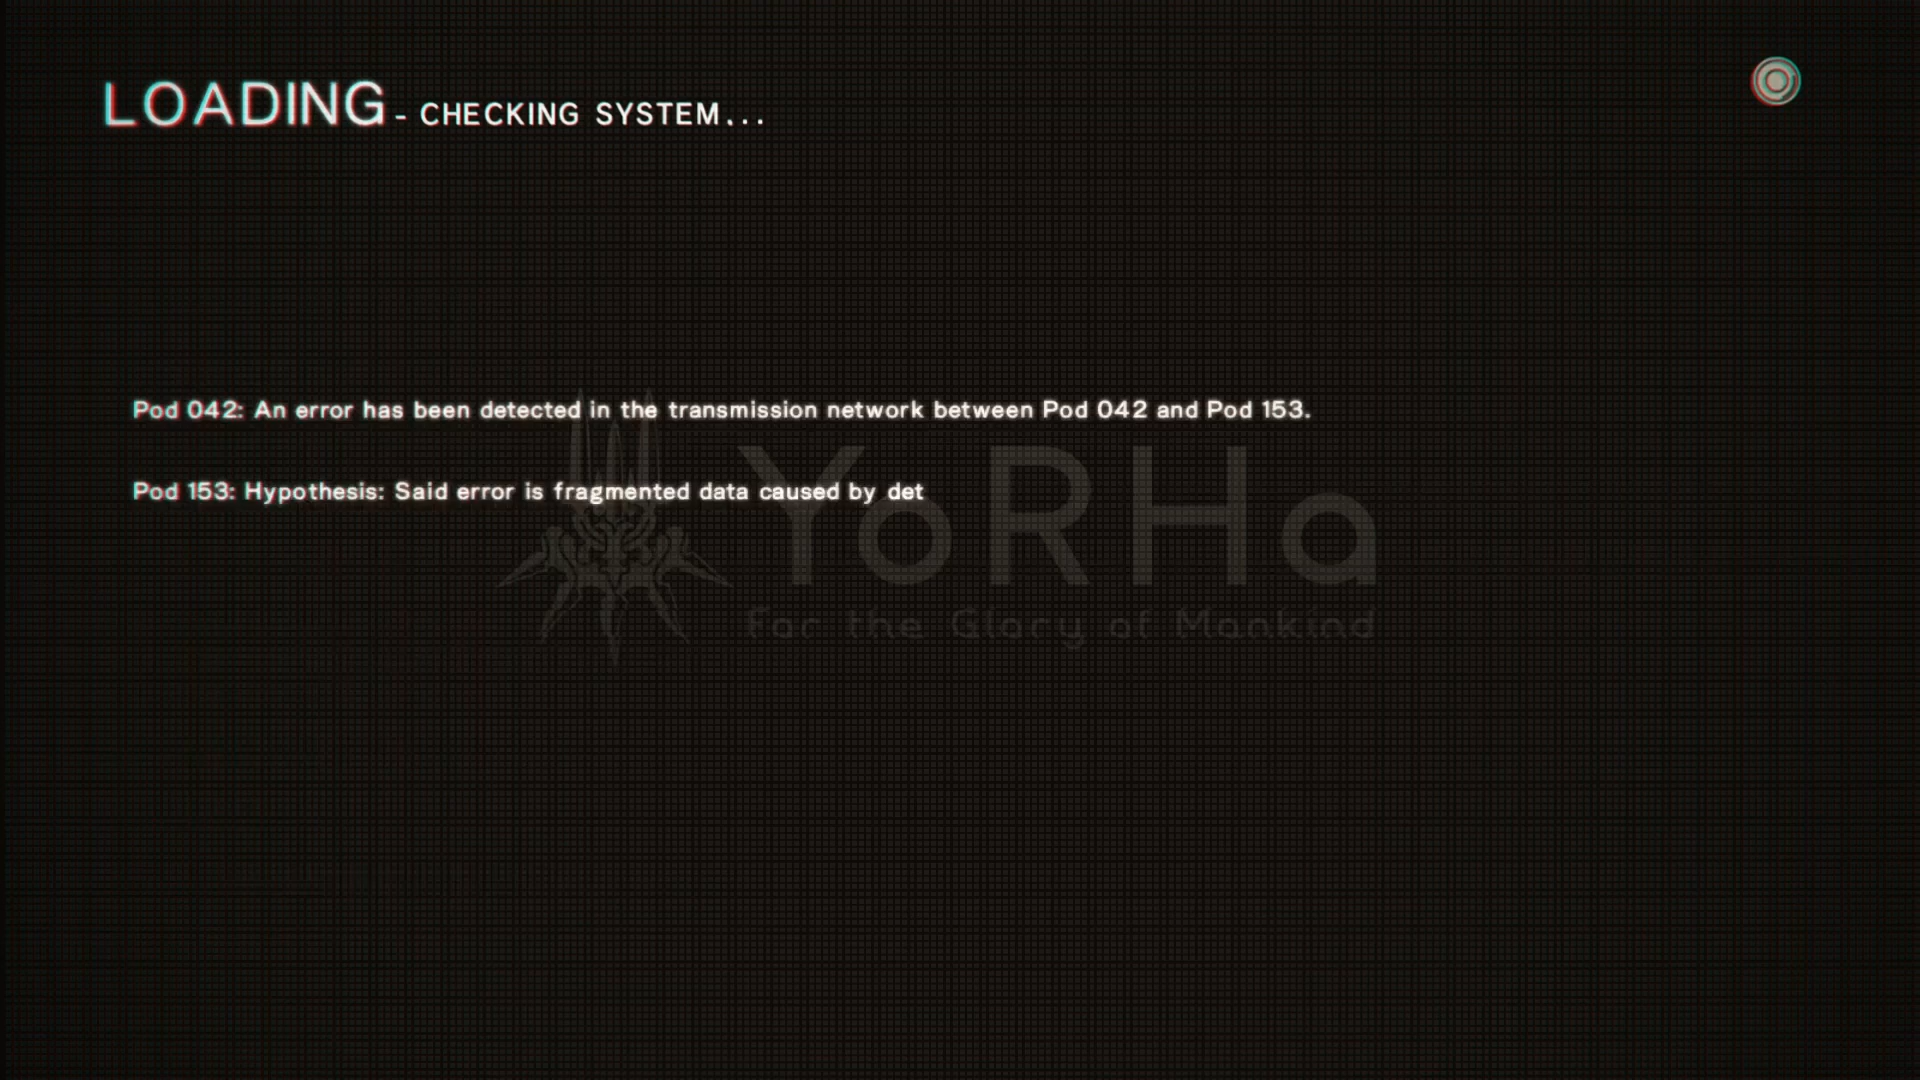 LOADING - CHECKING SYSTEM...
Pod 042: An error has been detected in the transmission network between Pod 042 and Pod 153.
Pod 153: Hypothesis: Said error is fragmented data caused by det
YoRHa
For the Glory of Mankind